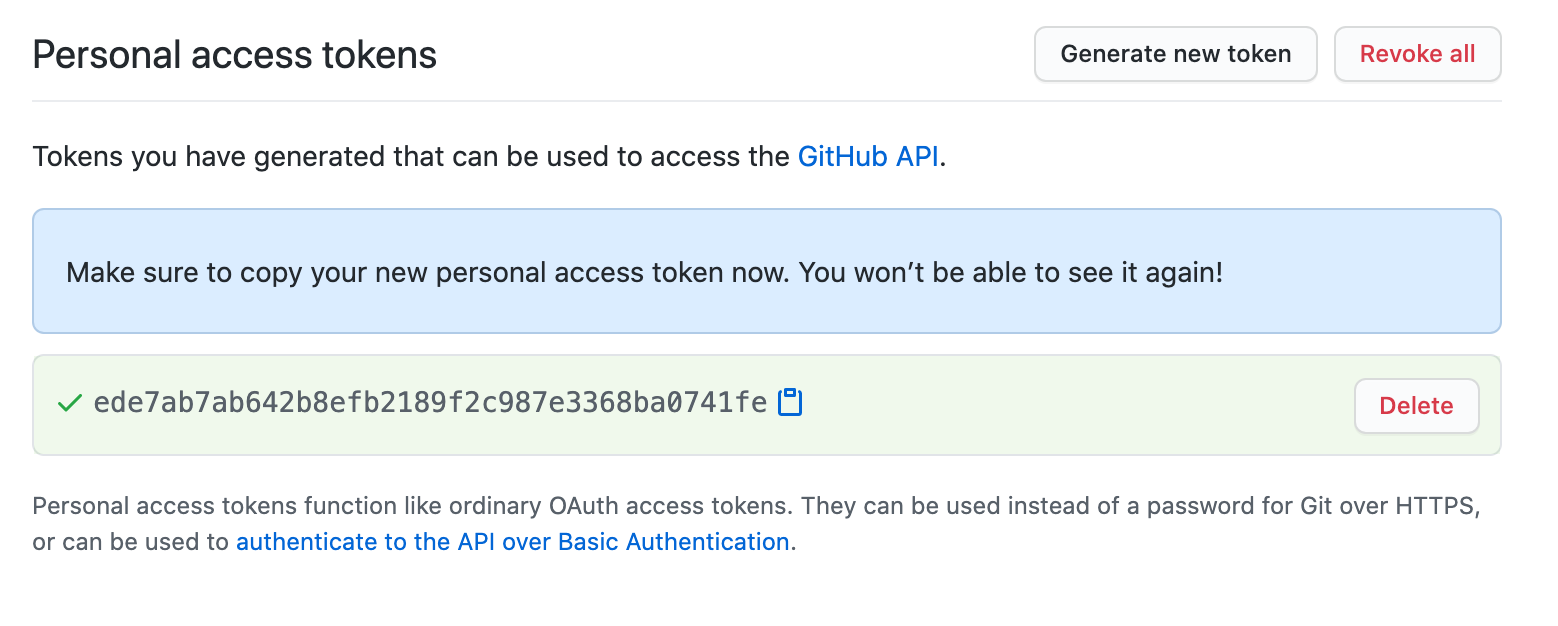 Personal access tokens
Generate new token
Revoke all
Tokens you have generated that can be used to access the GitHub API.
Make sure to copy your new personal access token now. You won’t be able to see it again!
ede7ab7ab642b8efb2189f2c987e3368ba0741fe
Delete
Personal access tokens function like ordinary OAuth access tokens. They can be used instead of a password for Git over HTTPS,
or can be used to authenticate to the API over Basic Authentication.